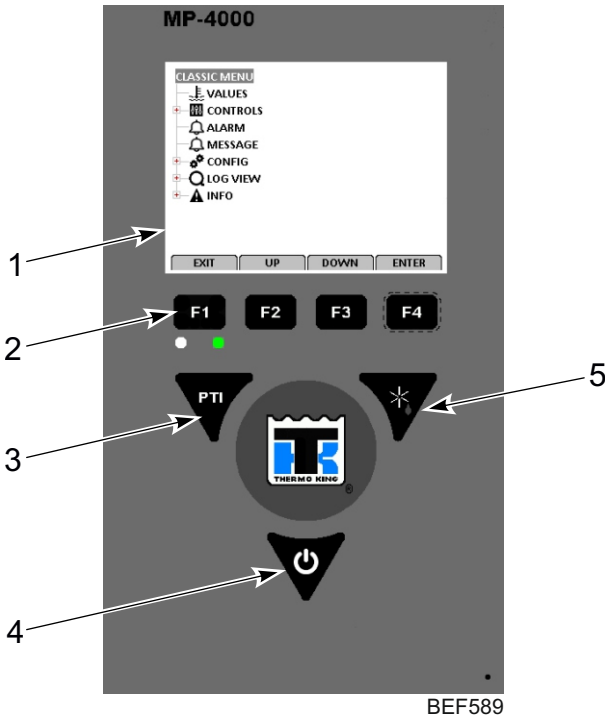 MP-4000
CLASSIC MENU
VALUES
CONTROLS
ALARM
MESSAGE
CONFIG
LOG VIEW
INFO
1
EXIT UP DOWN ENTER
2
F1 F2 F3 F4
5
PTI
3
THERMO KING
®
4
BEF589